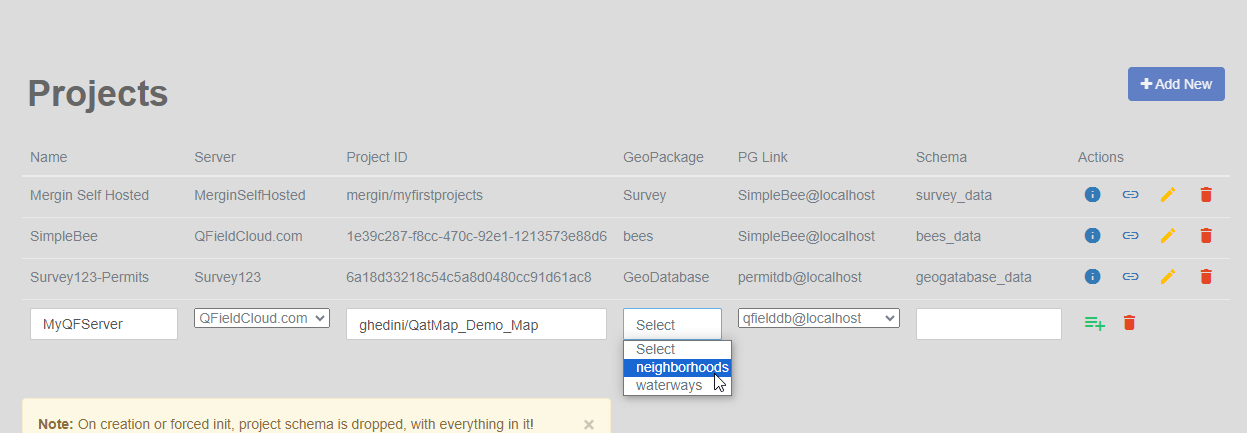 Projects
Add New
Name Server Project ID GeoPackage PG Link Schema Actions
Mergin Self Hosted MerginSelfHosted mergin/myfirstprojects Survey SimpleBee@localhost survey_data
SimpleBee QFieldCloud.com 1e39c287-f8cc-470c-92e1-1213573e88d6 bees SimpleBee@localhost bees_data
Survey123-Permits Survey123 6a18d33218c54c5a8d0480cc91d61ac8 GeoDatabase permitdb@localhost geogatabase_data
MyQFServer QFieldCloud.com ghedini/QatMap_Demo_Map Select qfielddb@localhost
Select
neighborhoods
waterways
Note: On creation or forced init, project schema is dropped, with everything in it! ×